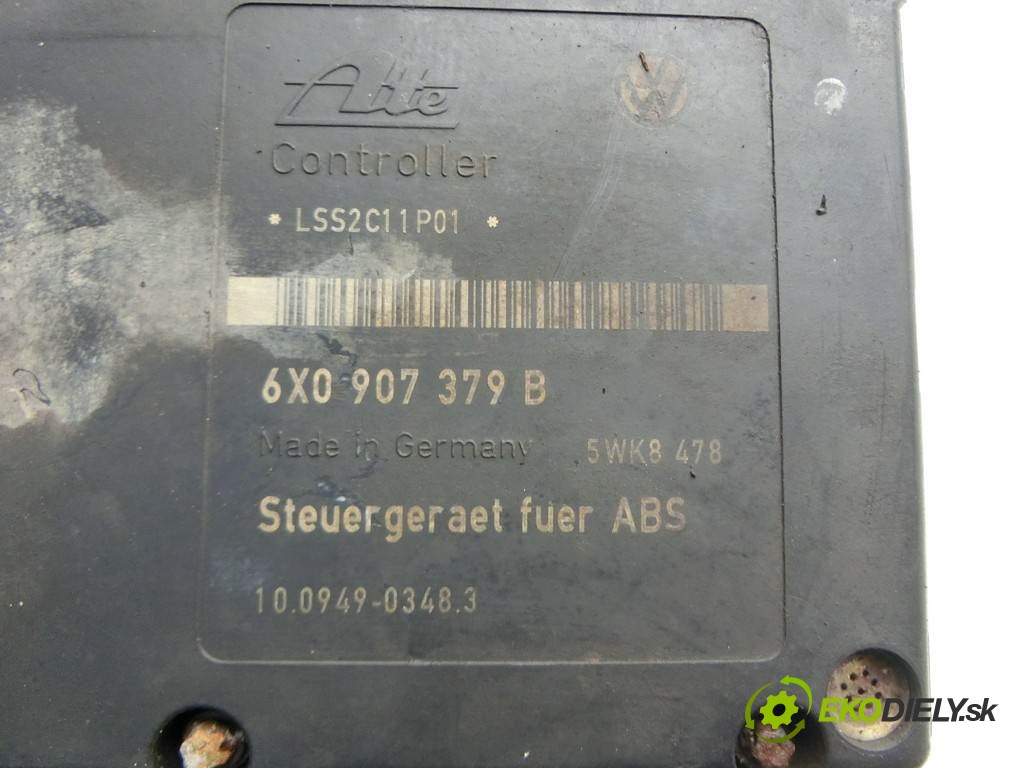 Ate
Controller
* LSS2C11P01 *
6X0 907 379 B
Made in Germany 5WK8 478
Steuergeraet fuer ABS
10.0949-0348.3
EKODIELY.sk